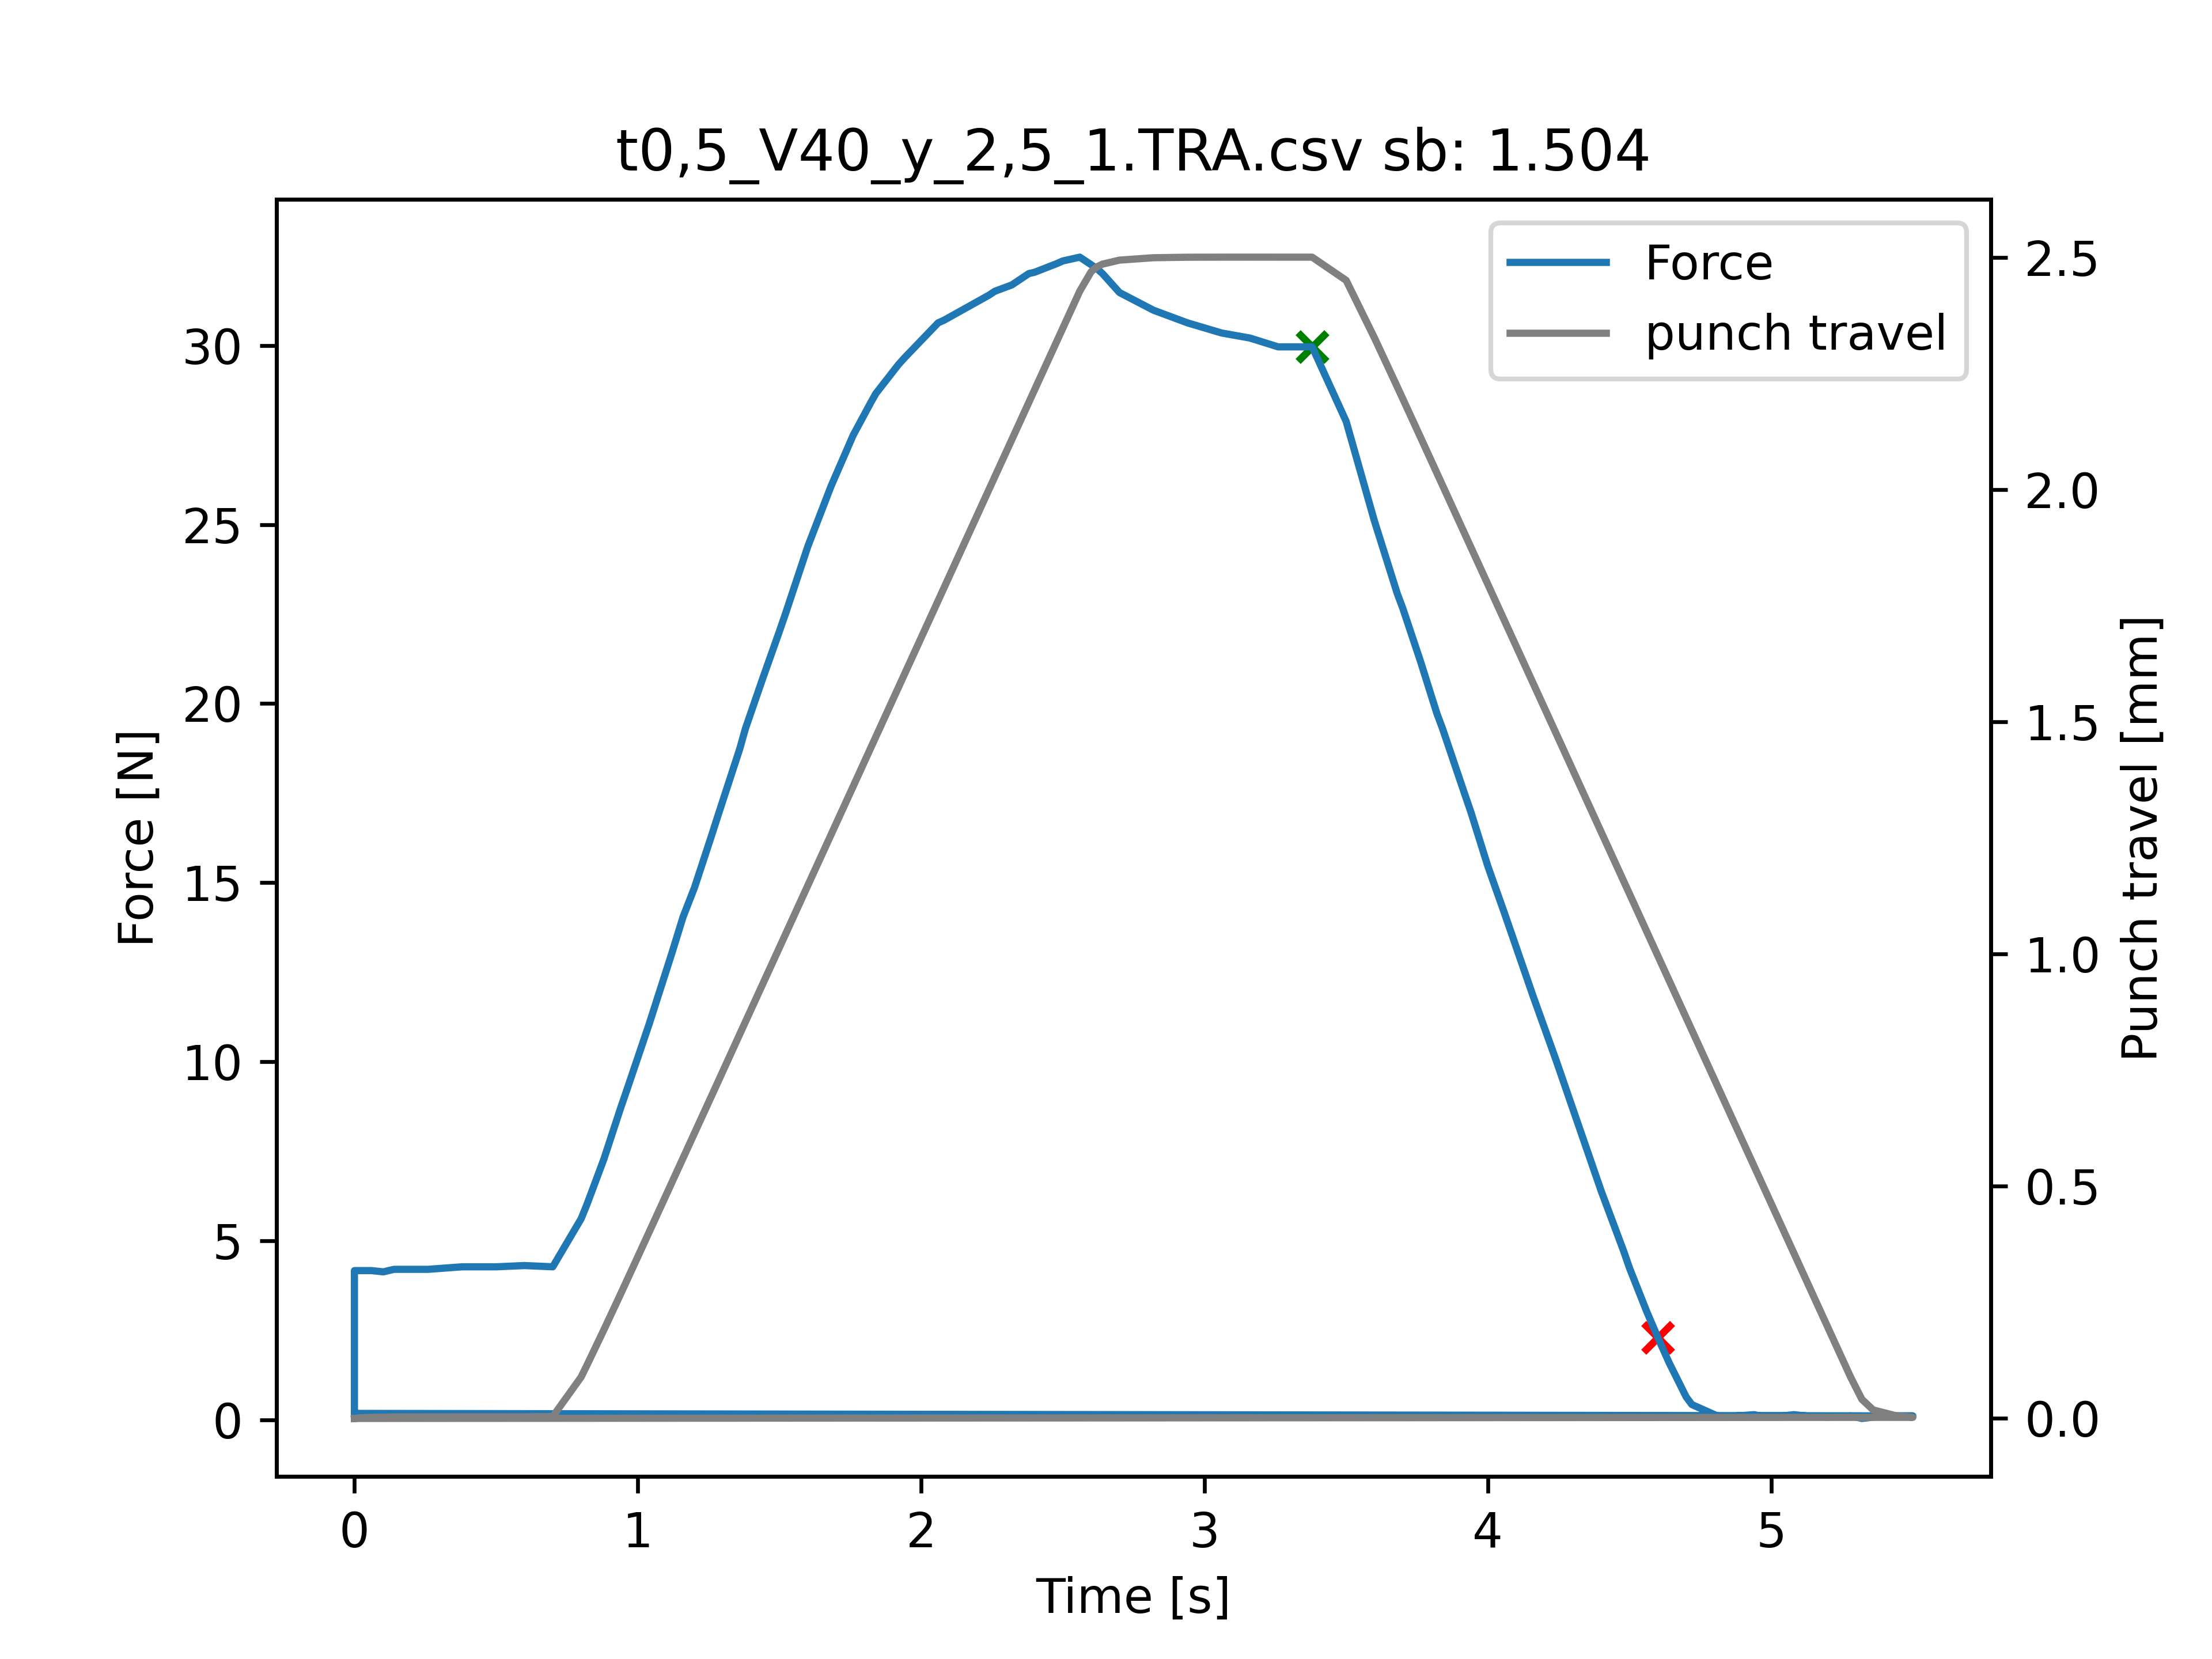 t0,5_V40_y_2,5_1.TRA.csv sb: 1.504
Force
punch travel
30
25
20
15
10
5
0
Force [N]
2.5
2.0
1.5
1.0
0.5
0.0
Punch travel [mm]
0 1 2 3 4 5
Time [s]